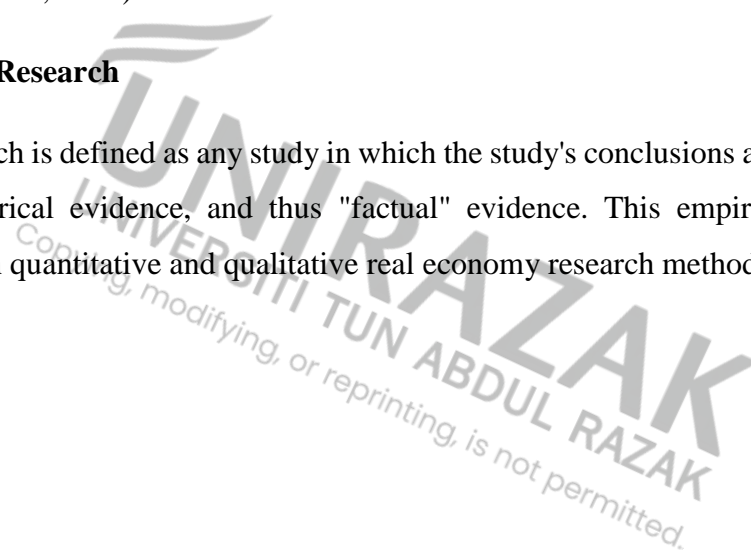 Research
ch is defined as any study in which the study's conclusions a
rical evidence, and thus "factual" evidence. This empir
quantitative and qualitative real economy research method
UNIRAZAK
UNIVERSITI TUN ABDUL RAZAK
Copying, modifying, or reprinting, is not permitted.